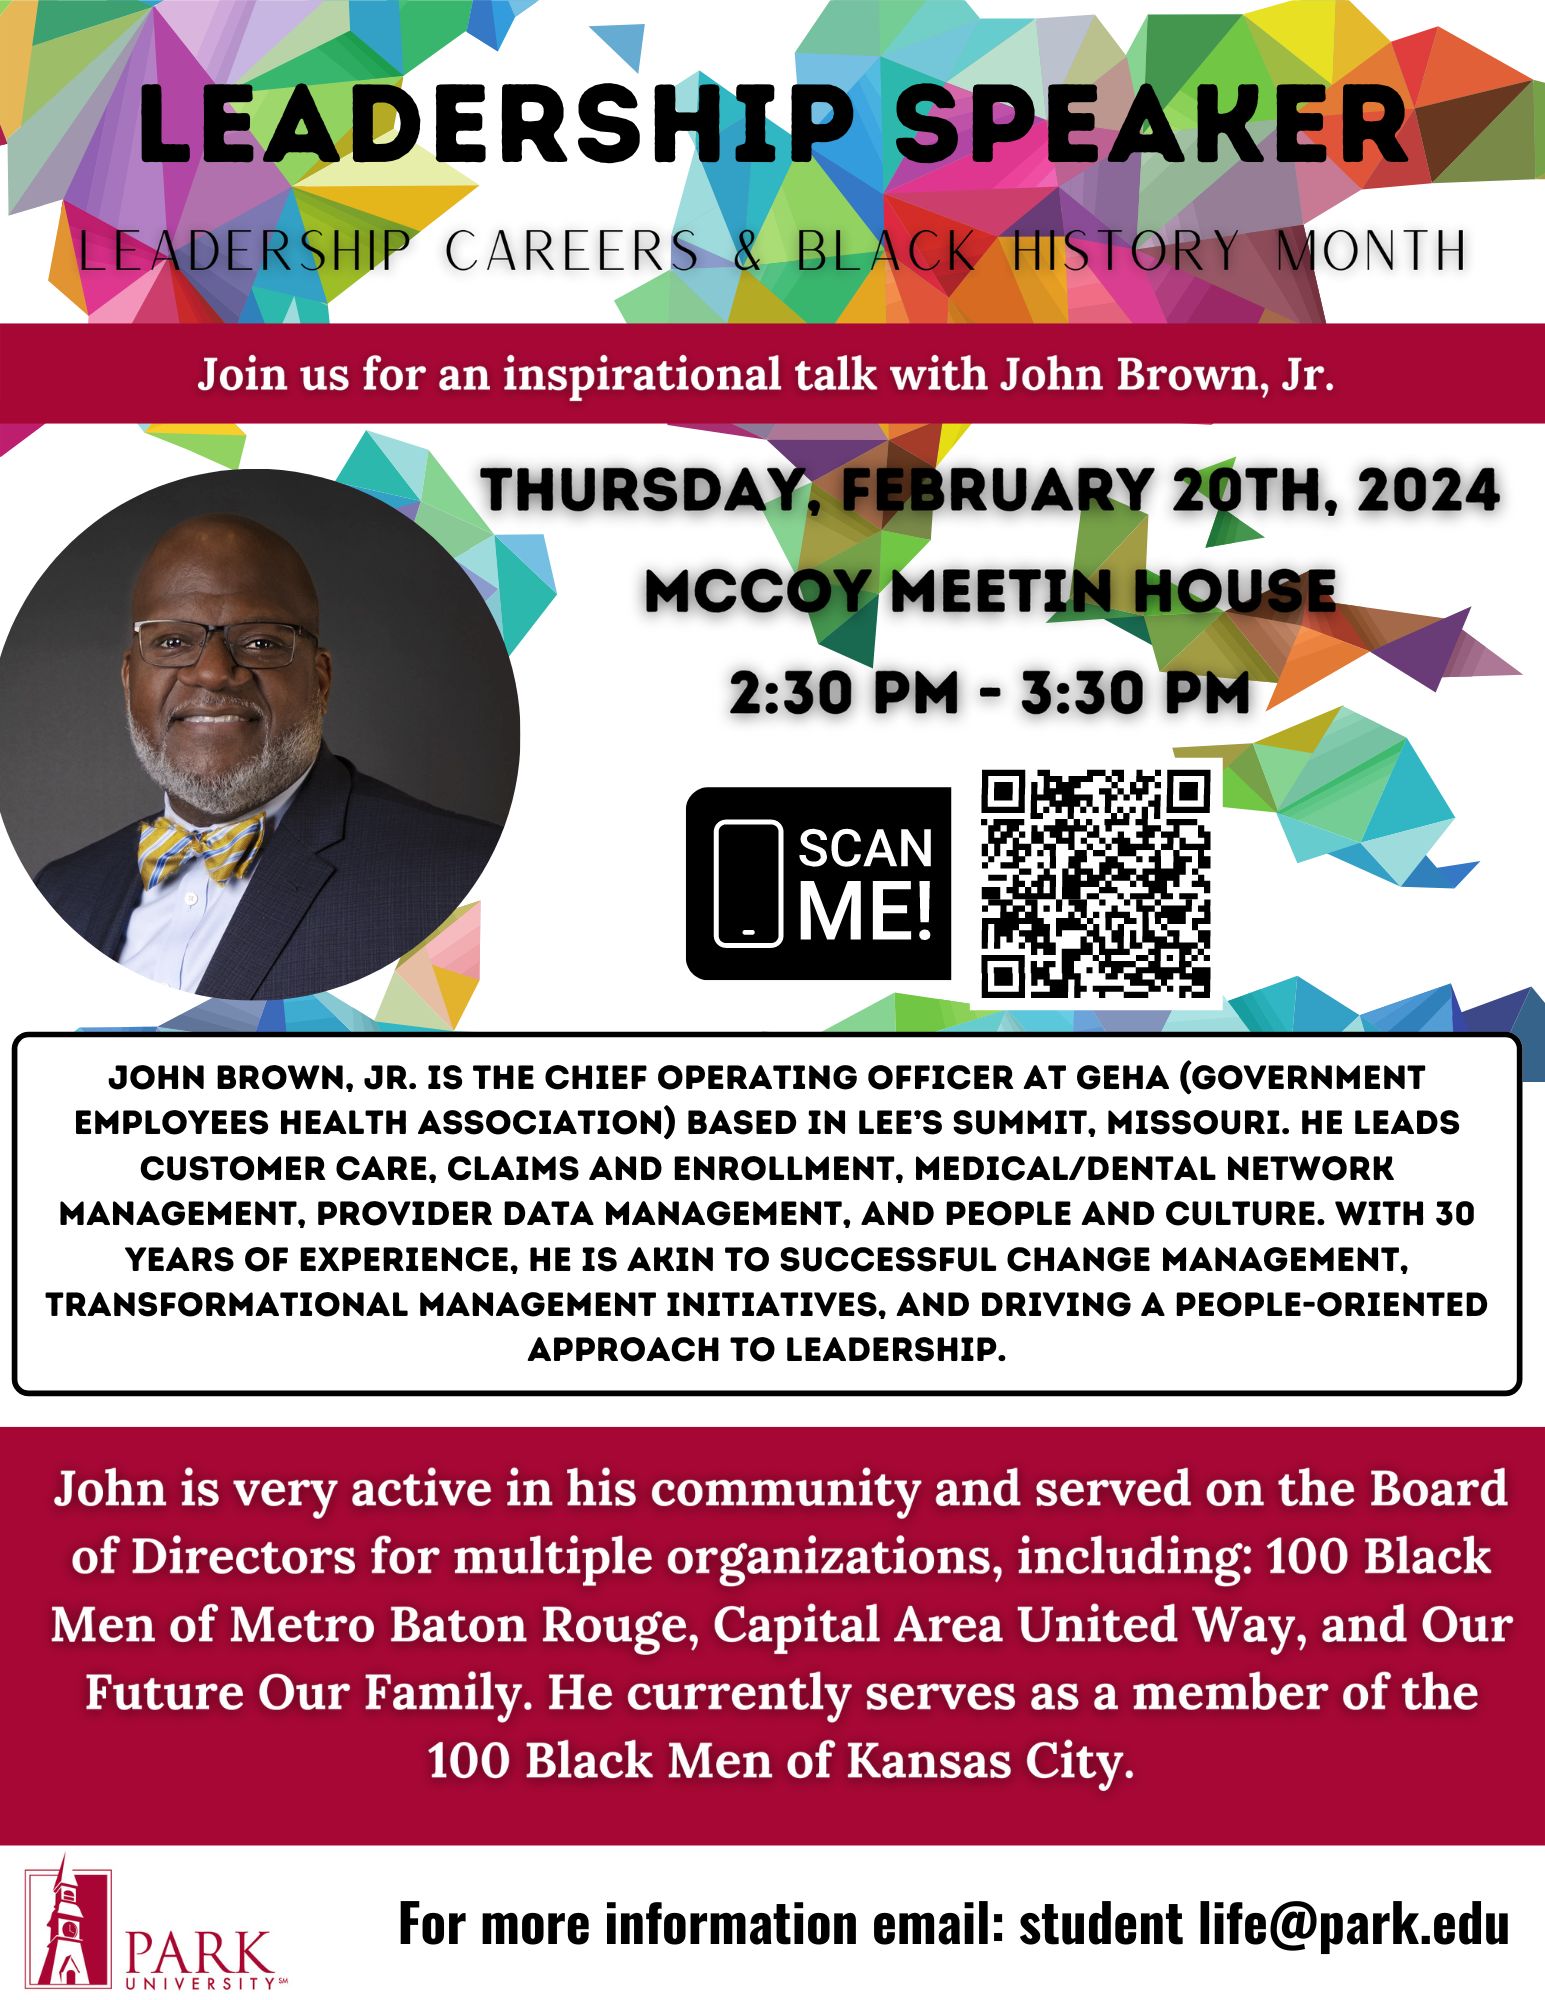 LEADERSHIP SPEAKER
LEADERSHIP CAREERS & BLACK HISTORY MONTH
Join us for an inspirational talk with John Brown, Jr.
THURSDAY, FEBRUARY 20TH, 2024
MCCOY MEETIN HOUSE
2:30 PM - 3:30 PM
SCAN
ME!
JOHN BROWN, JR. IS THE CHIEF OPERATING OFFICER AT GEHA (GOVERNMENT
EMPLOYEES HEALTH ASSOCIATION) BASED IN LEE'S SUMMIT, MISSOURI. HE LEADS
CUSTOMER CARE, CLAIMS AND ENROLLMENT, MEDICAL/DENTAL NETWORK
MANAGEMENT, PROVIDER DATA MANAGEMENT, AND PEOPLE AND CULTURE. WITH 30
YEARS OF EXPERIENCE, HE IS AKIN TO SUCCESSFUL CHANGE MANAGEMENT,
TRANSFORMATIONAL MANAGEMENT INITIATIVES, AND DRIVING A PEOPLE-ORIENTED
APPROACH TO LEADERSHIP.
John is very active in his community and served on the Board
of Directors for multiple organizations, including: 100 Black
Men of Metro Baton Rouge, Capital Area United Way, and Our
Future Our Family. He currently serves as a member of the
100 Black Men of Kansas City.
PARK
UNIVERSITY℠
For more information email: student life@park.edu